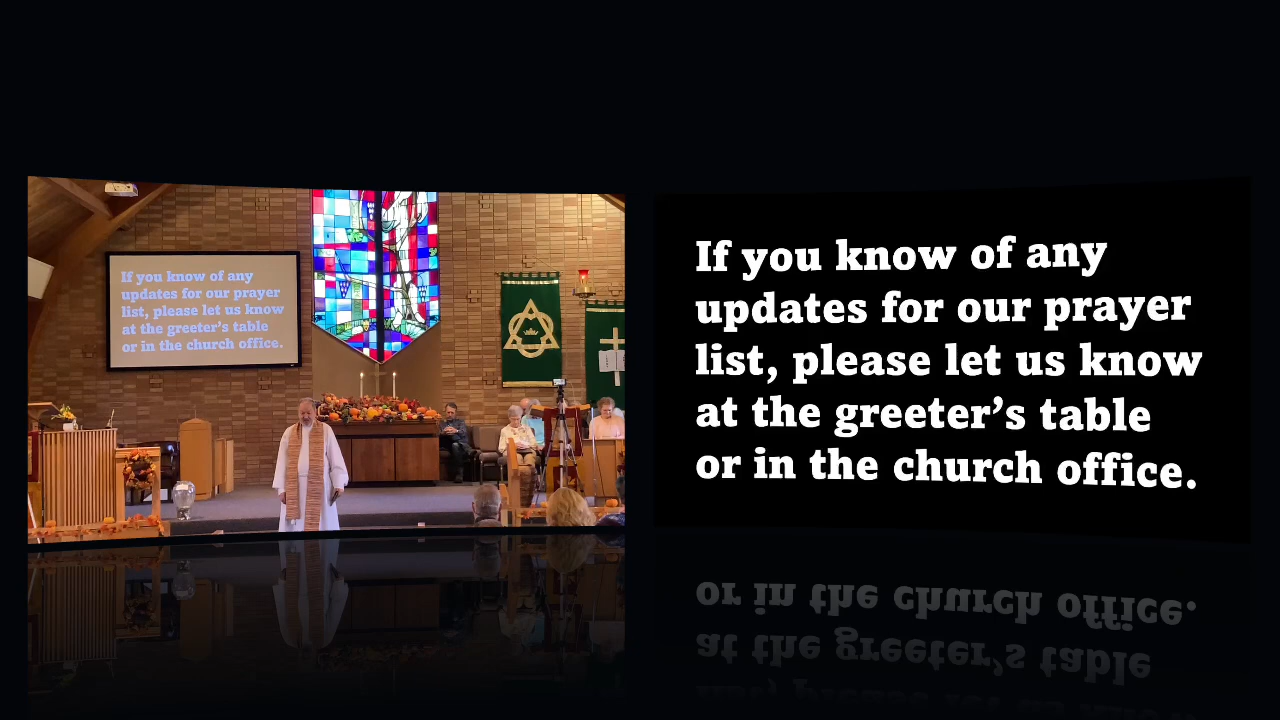 If you know of any
updates for our prayer
list, please let us know
at the greeter's table
or in the church office.
If you know of any
updates for our prayer
list, please let us know
at the greeter’s table
or in the church office.